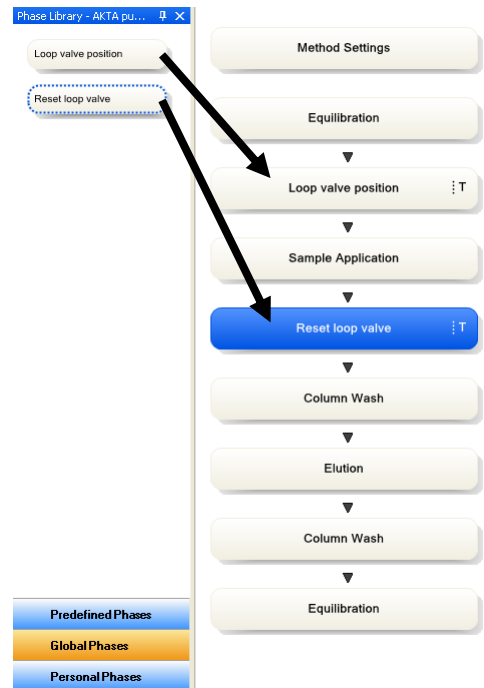 Phase Library - AKTA pu...
Loop valve position
Reset loop valve
Predefined Phases
Global Phases
Personal Phases
Method Settings
Equilibration
Loop valve position T
Sample Application
Reset loop valve T
Column Wash
Elution
Column Wash
Equilibration